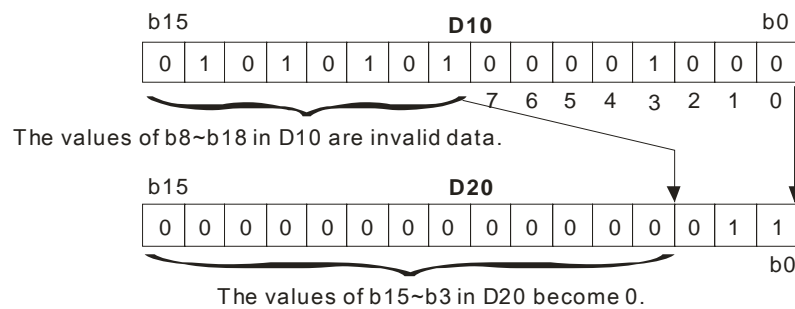 b15 D10 b0
0 1 0 1 0 1 0 1 0 0 0 0 1 0 0 0
7 6 5 4 3 2 1 0
The values of b8~b18 in D10 are invalid data.
b15 D20
0 0 0 0 0 0 0 0 0 0 0 0 0 0 1 1
b0
The values of b15~b3 in D20 become 0.